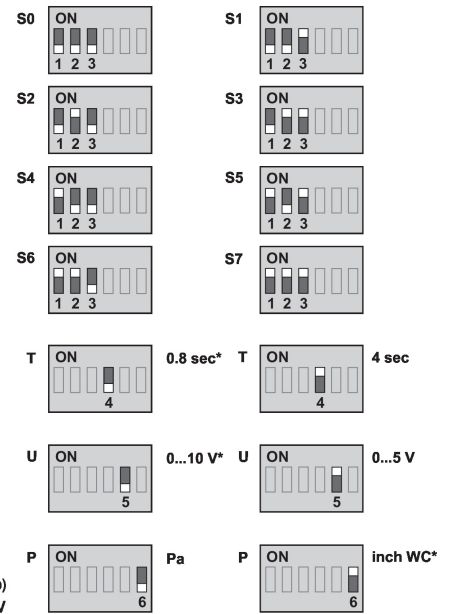 S0 ON S1 ON
1 2 3 1 2 3
S2 ON S3 ON
1 2 3 1 2 3
S4 ON S5 ON
1 2 3 1 2 3
S6 ON S7 ON
1 2 3 1 2 3
T ON 0.8 sec* T ON 4 sec
4 4
U ON 0...10 V* U ON 0...5 V
5 5
P ON Pa P ON inch WC*
6 6